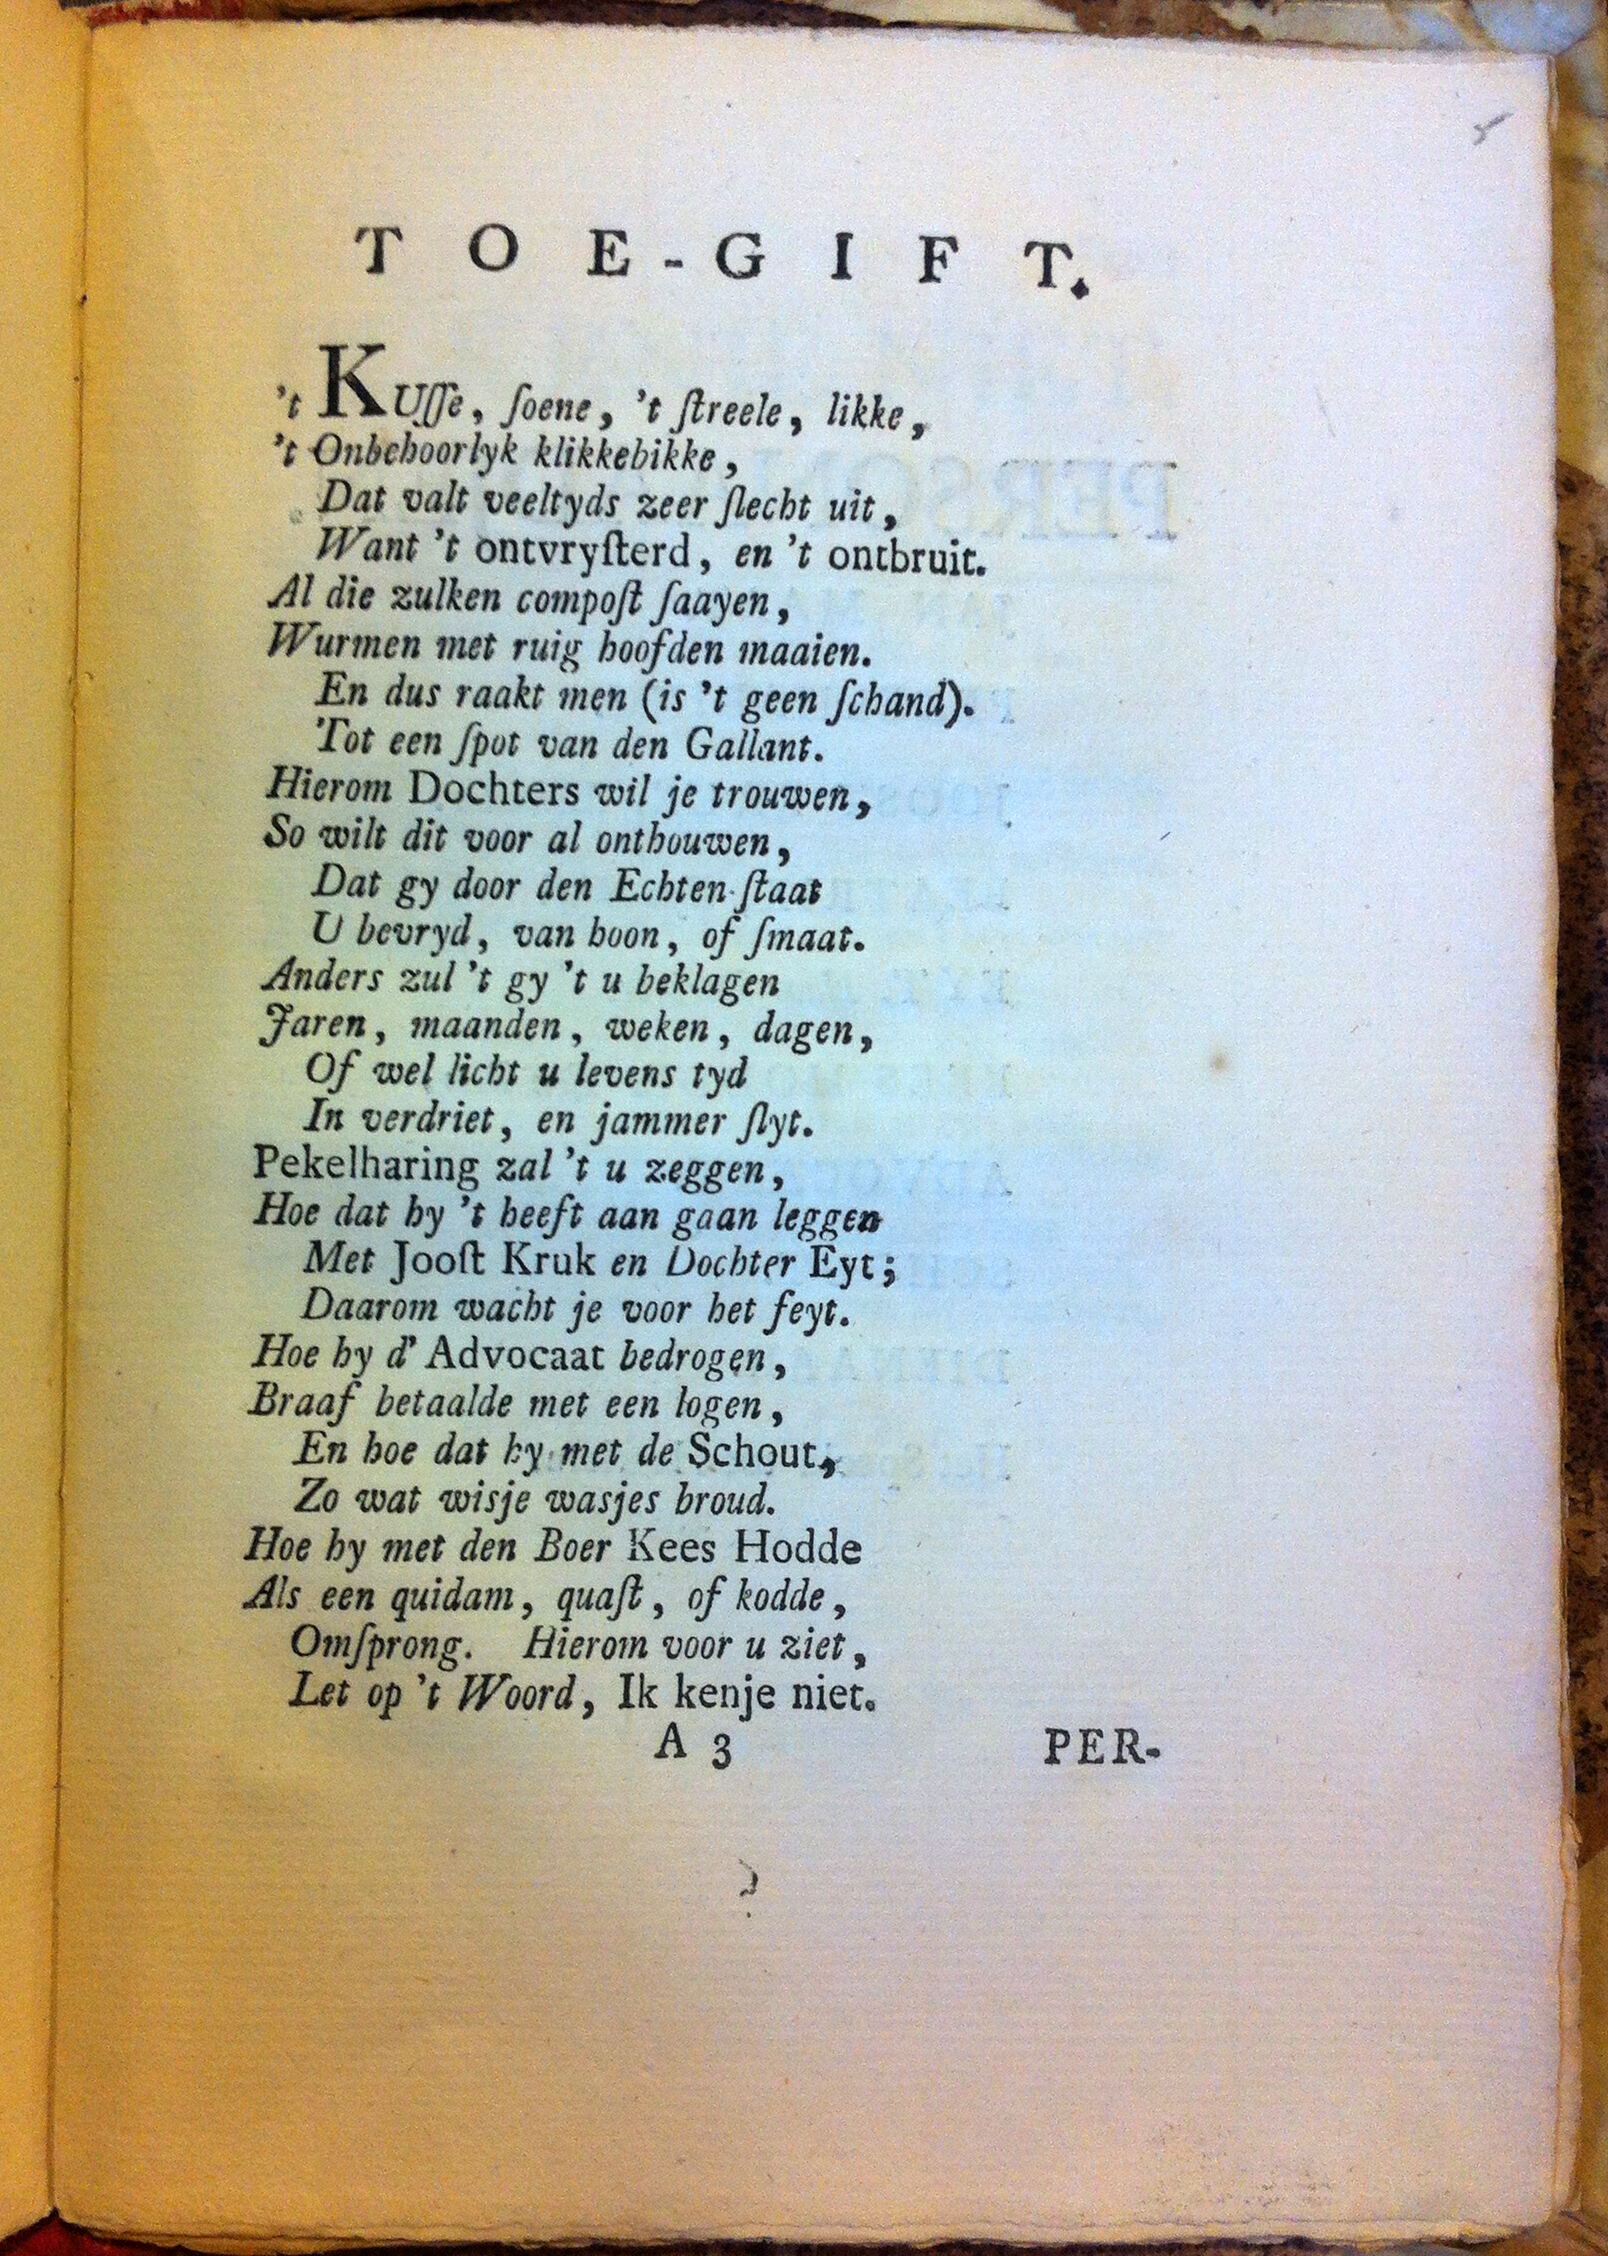 5
TOE-GIFT.
't KUſſe, ſoene, 't ſtreele, likke,
't Onbehoorlyk klikkebikke,
Dat valt veeltyds zeer ſlecht uit,
Want 't ontvryſterd, en 't ontbruit.
Al die zulken compoſt ſaayen,
Wurmen met ruig hoofden maaien.
En dus raakt men (is 't geen ſchand).
Tot een ſpot van den Gallant.
Hierom Dochters wil je trouwen,
So wilt dit voor al onthouwen,
Dat gy door den Echten ſtaat
U bevryd, van hoon, of ſmaat.
Anders zul 't gy 't u beklagen
Jaren, maanden, weken, dagen,
Of wel licht u levens tyd
In verdriet, en jammer ſlyt.
Pekelharing zal 't u zeggen,
Hoe dat hy 't heeft aan gaan leggen
Met Jooſt Kruk en Dochter Eyt;
Daarom wacht je voor het feyt.
Hoe hy d' Advocaat bedrogen,
Braaf betaalde met een logen,
En hoe dat hy met de Schout,
Zo wat wisje wasjes broud.
Hoe hy met den Boer Kees Hodde
Als een quidam, quaſt, of kodde,
Omſprong. Hierom voor u ziet,
Let op 't Woord, Ik kenje niet.
A 3 PER-